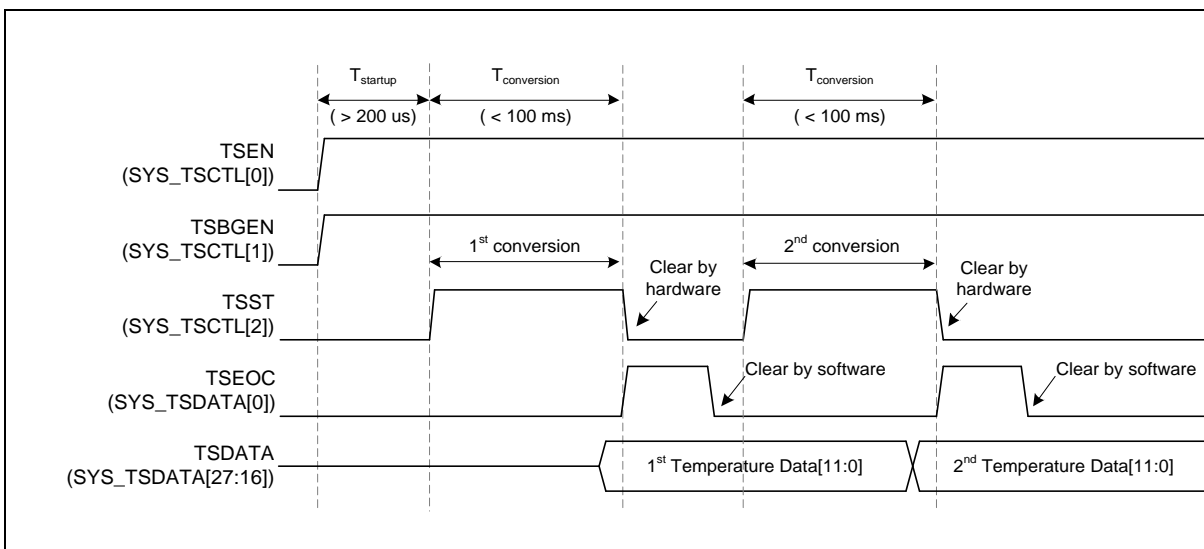 Tstartup Tconversion Tconversion
( > 200 us) ( < 100 ms) ( < 100 ms)
TSEN
(SYS_TSCTL[0])
TSBGEN
(SYS_TSCTL[1])
1st conversion 2nd conversion
Clear by
hardware
Clear by
hardware
TSST
(SYS_TSCTL[2])
TSEOC
(SYS_TSDATA[0])
Clear by software Clear by software
TSDATA
(SYS_TSDATA[27:16])
1st Temperature Data[11:0] 2nd Temperature Data[11:0]